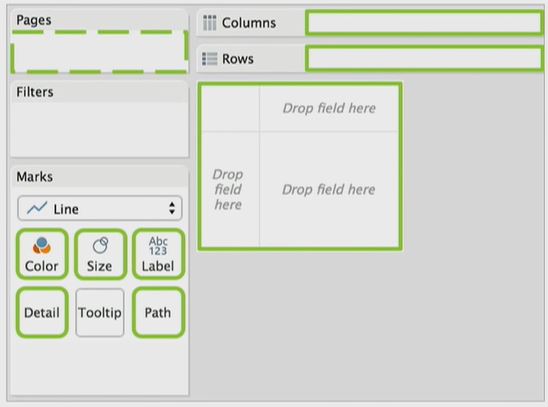 Pages
Columns
Rows
Filters
Drop field here
Drop
field
here
Drop field here
Marks
Line
Abc
123
Color
Size
Label
Detail
Tooltip
Path